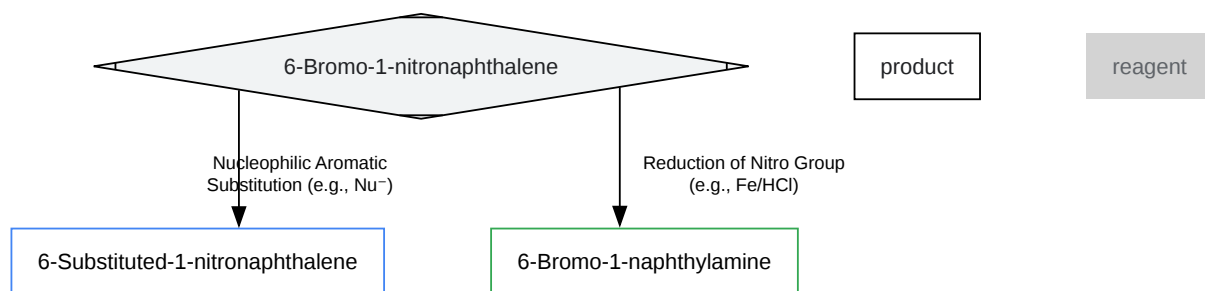 6-Bromo-1-nitronaphthalene
product
reagent
Nucleophilic Aromatic
Substitution (e.g., Nu⁻)
Reduction of Nitro Group
(e.g., Fe/HCl)
6-Substituted-1-nitronaphthalene
6-Bromo-1-naphthylamine